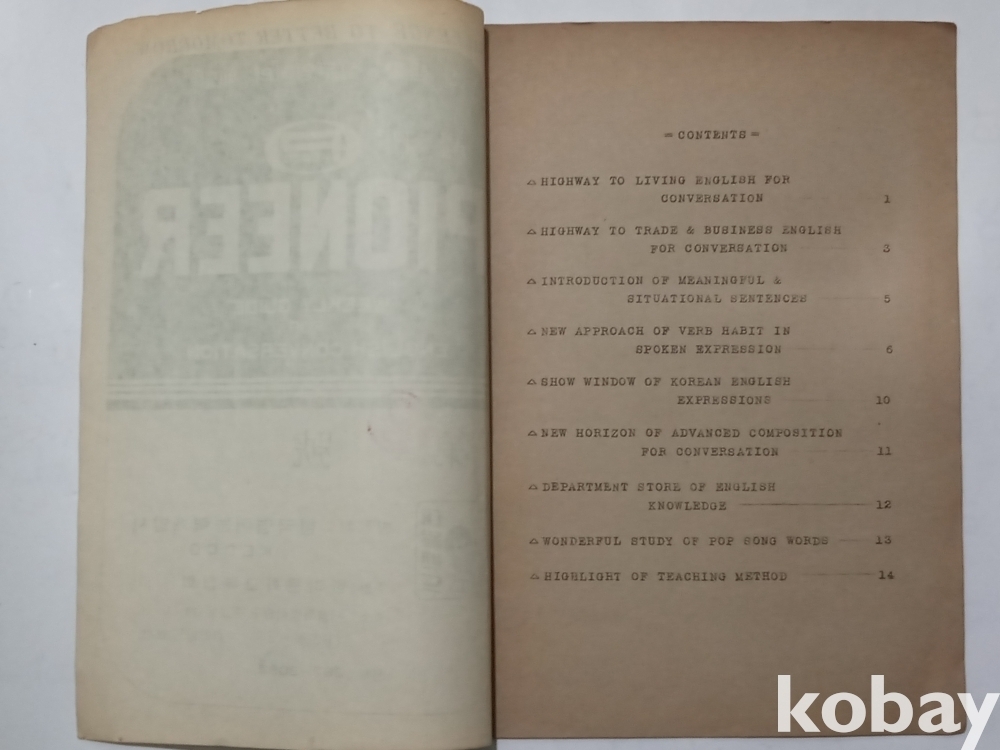 PIONEER
= CONTENTS =
HIGHWAY TO LIVING ENGLISH FOR
CONVERSATION 1
HIGHWAY TO TRADE & BUSINESS ENGLISH
FOR CONVERSATION 3
INTRODUCTION OF MEANINGFUL &
SITUATIONAL SENTENCES 5
NEW APPROACH OF VERB HABIT IN
SPOKEN EXPRESSION 6
SHOW WINDOW OF KOREAN ENGLISH
EXPRESSIONS 10
NEW HORIZON OF ADVANCED COMPOSITION
FOR CONVERSATION 11
DEPARTMENT STORE OF ENGLISH
KNOWLEDGE 12
WONDERFUL STUDY OF POP SONG WORDS 13
HIGHLIGHT OF TEACHING METHOD 14
kobay